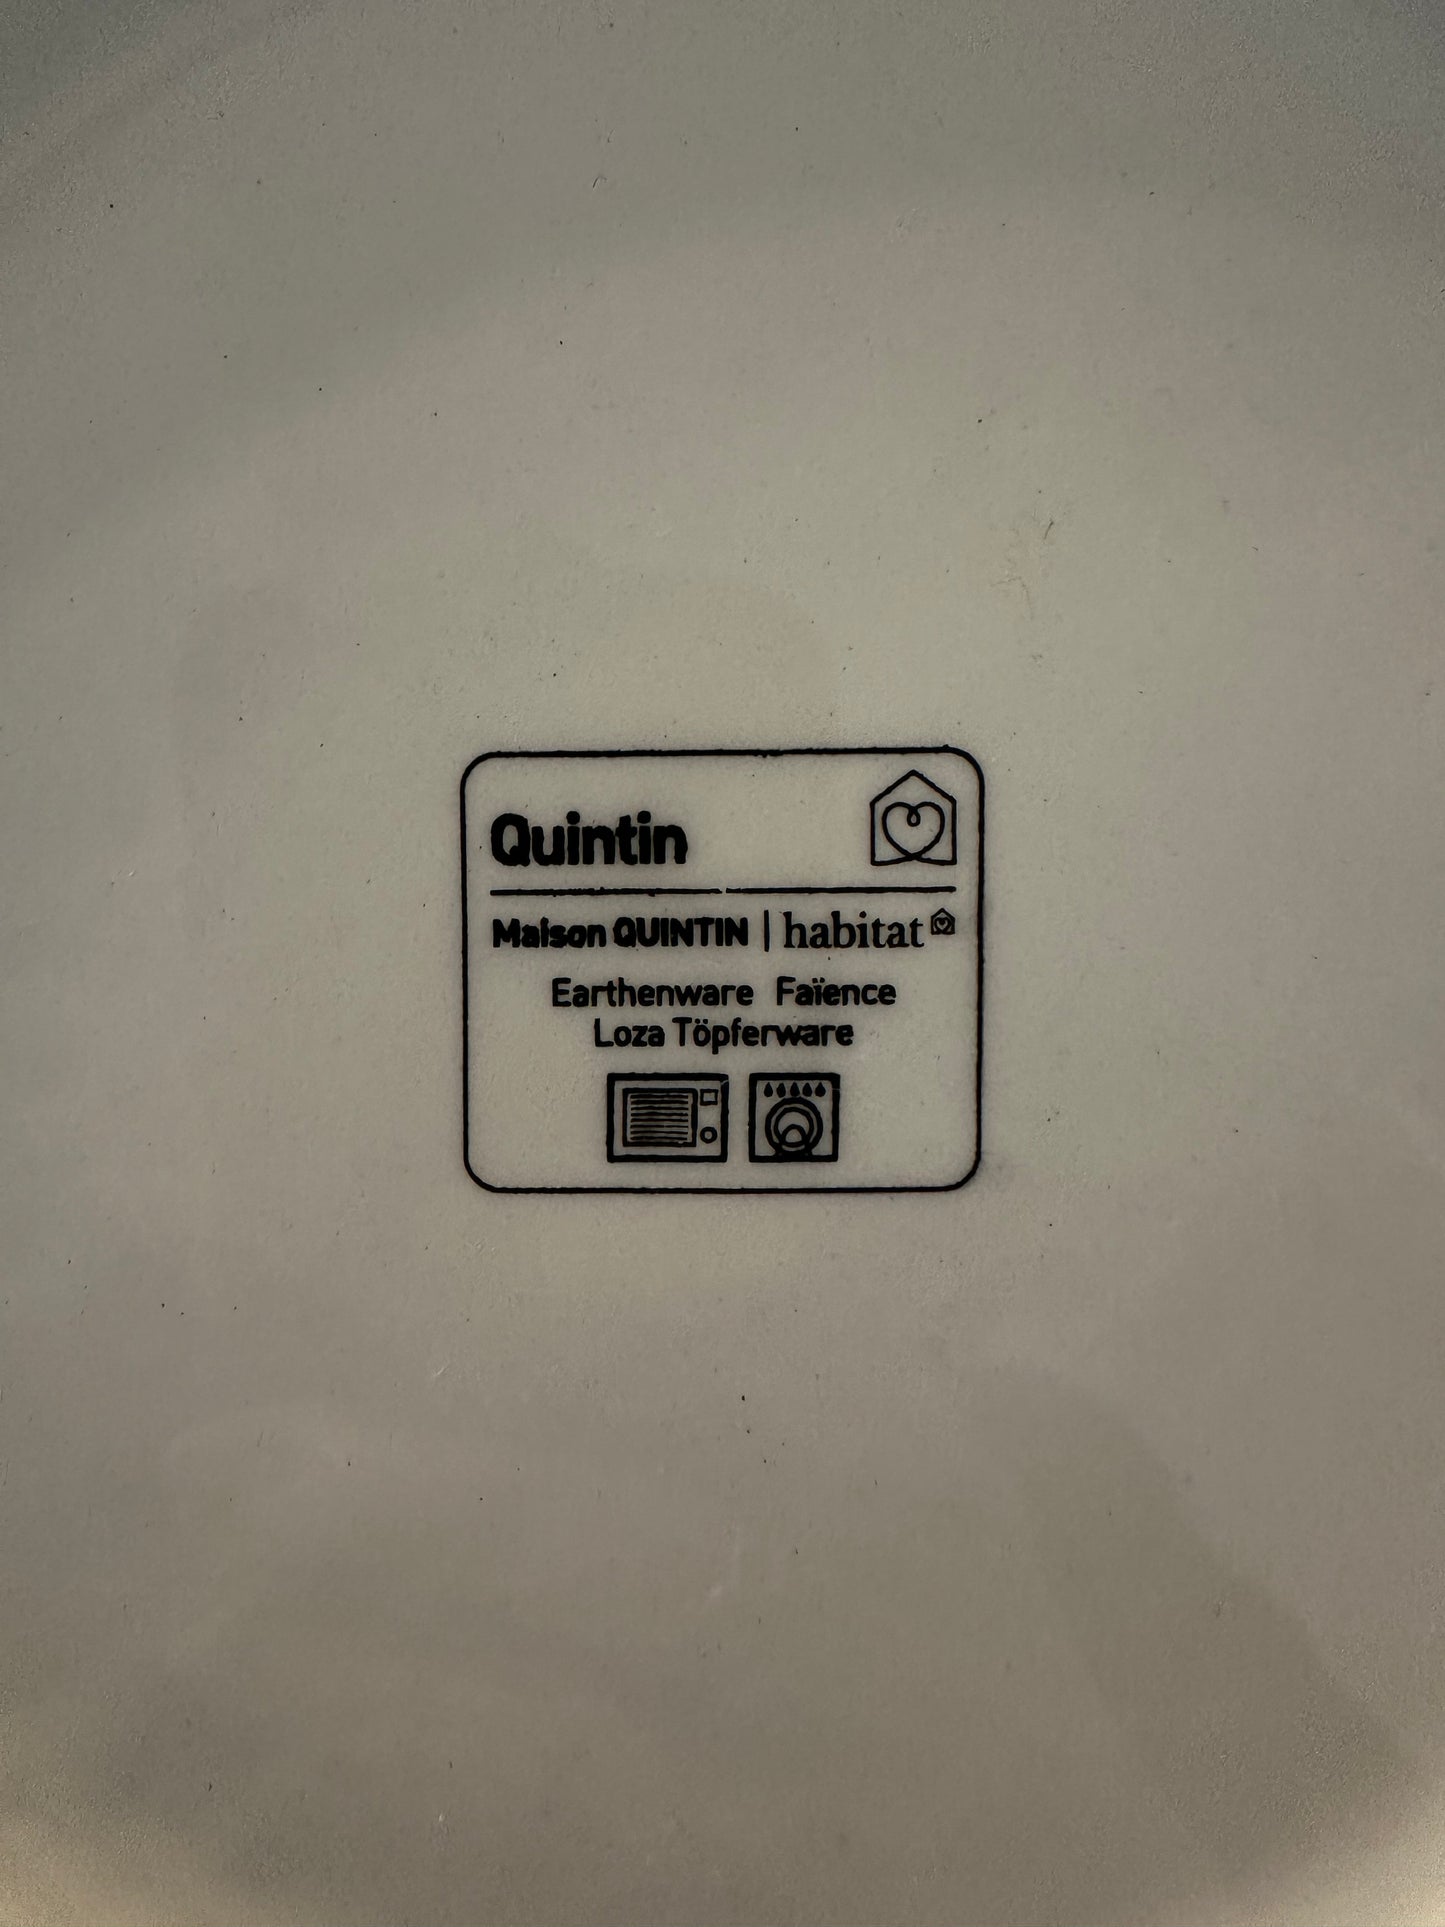 Quintin
Maison QUINTIN | habitat
Earthenware Faïence
Loza Töpferware